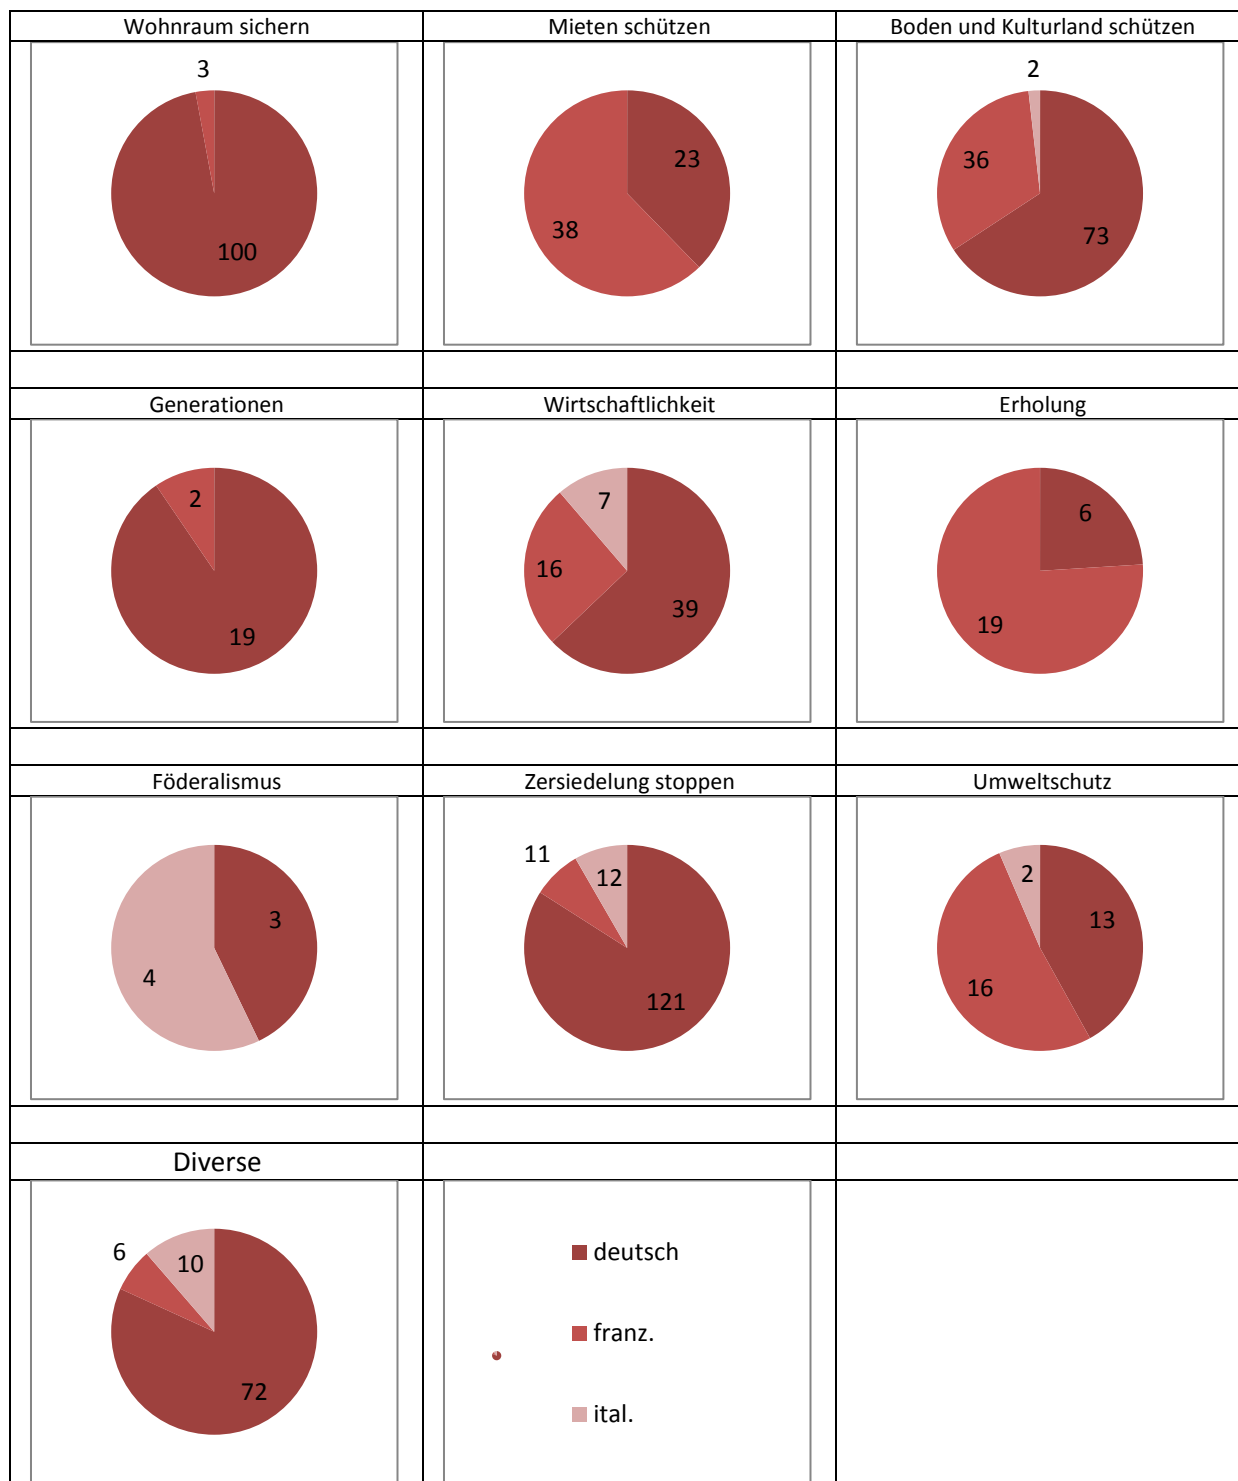 Wohnraum sichern
Mieten schützen
Boden und Kulturland schützen
3
100
23
38
2
36
73
Generationen
Wirtschaftlichkeit
Erholung
2
19
7
16
39
6
19
Föderalismus
Zersiedelung stoppen
Umweltschutz
3
4
11
12
121
2
13
16
Diverse
6
10
72
deutsch
franz.
ital.